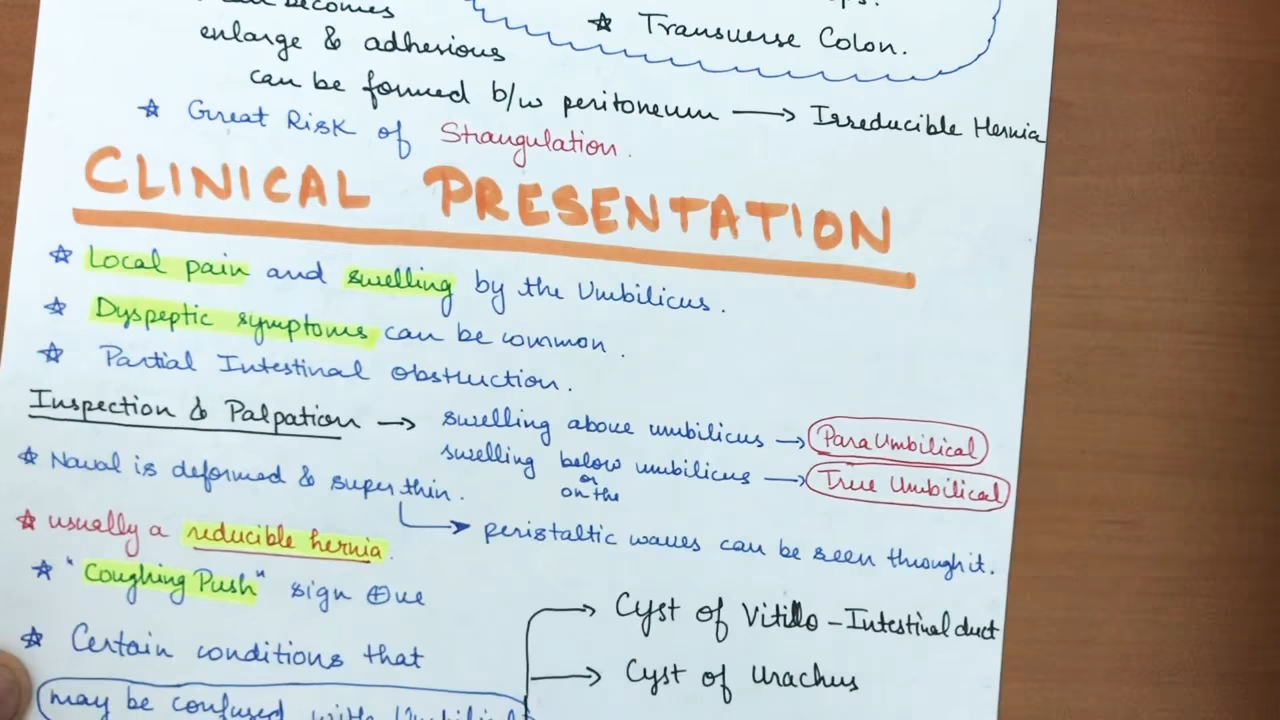 becomes
enlarge & adhesions
can be formed b/w peritoneum → Irreducible Hernia
☆ Transverse Colon.
☆ Great Risk of Strangulation.
CLINICAL PRESENTATION
☆ Local pain and swelling by the Umbilicus.
☆ Dyspeptic symptoms can be common.
☆ Partial Intestinal Obstruction.
Inspection & Palpation → swelling above umbilicus → Para Umbilical
swelling below umbilicus → True Umbilical
or
on the
☆ Naval is deformed & super thin.
→ peristaltic waves can be seen through it.
☆ usually a reducible hernia.
☆ "Coughing Push" sign ⊕ve
☆ Certain conditions that
may be confused with Umbilical
→ Cyst of Vitillo-Intestinal duct
→ Cyst of Urachus